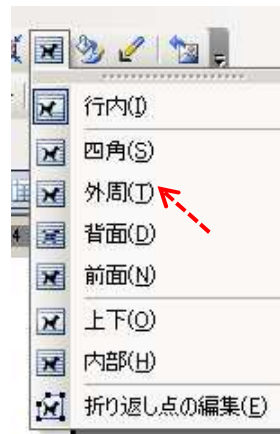 行内(I)
四角(S)
外周(T)
背面(D)
前面(N)
上下(O)
内部(H)
折り返し点の編集(E)